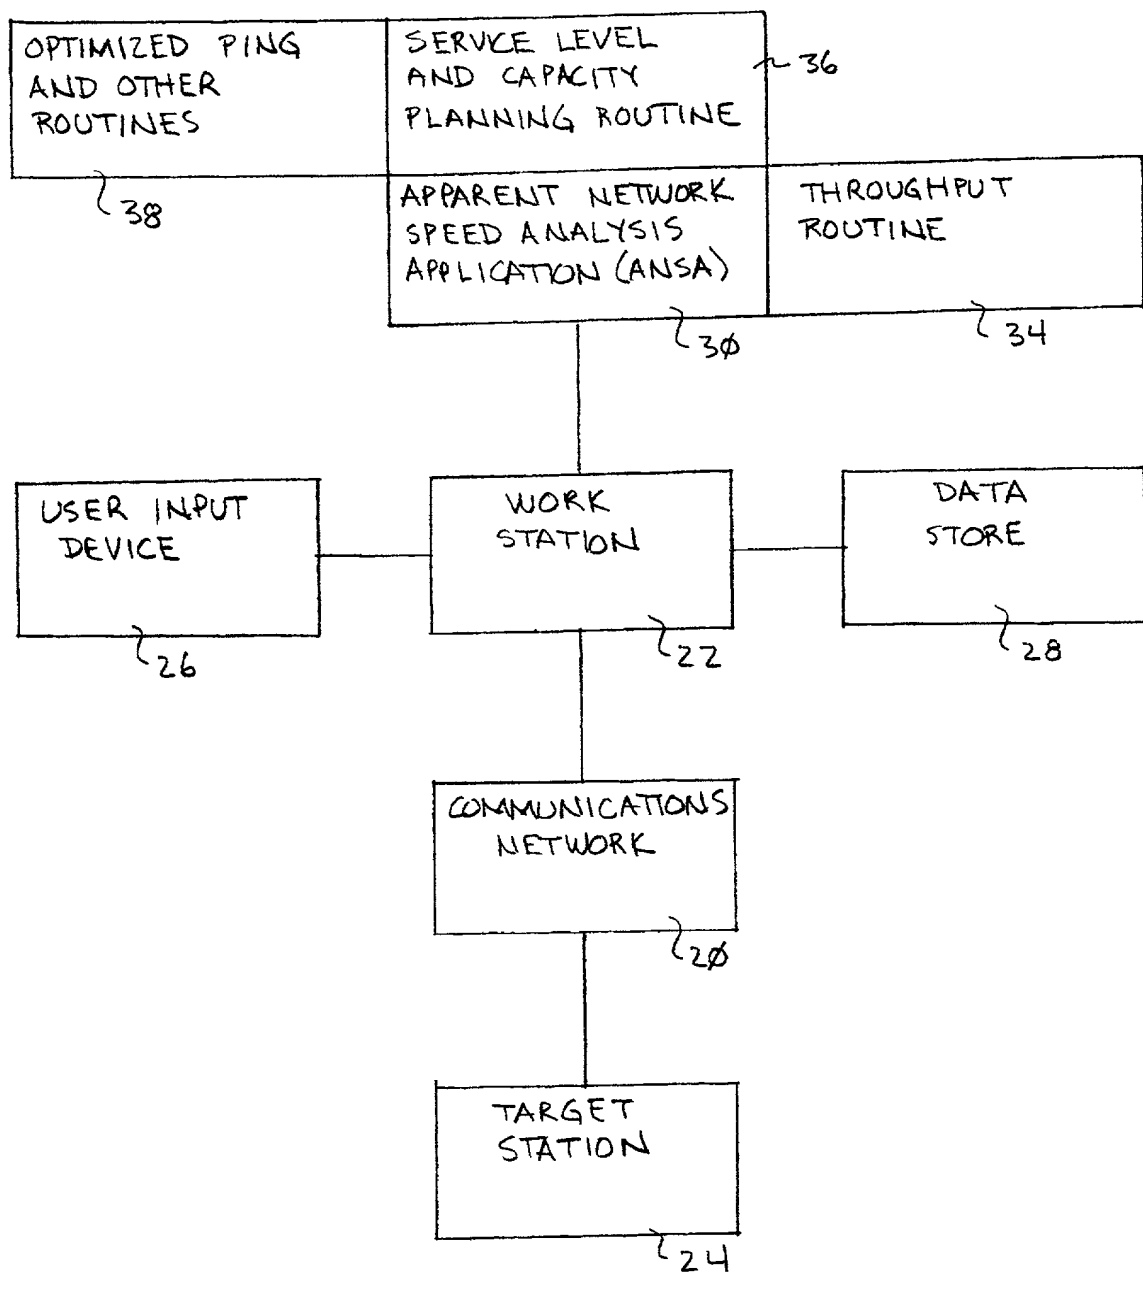 OPTIMIZED PING
AND OTHER
ROUTINES
38
SERVICE LEVEL
AND CAPACITY
PLANNING ROUTINE
36
APPARENT NETWORK
SPEED ANALYSIS
APPLICATION (ANSA)
30
THROUGHPUT
ROUTINE
34
USER INPUT
DEVICE
26
WORK
STATION
22
DATA
STORE
28
COMMUNICATIONS
NETWORK
20
TARGET
STATION
24